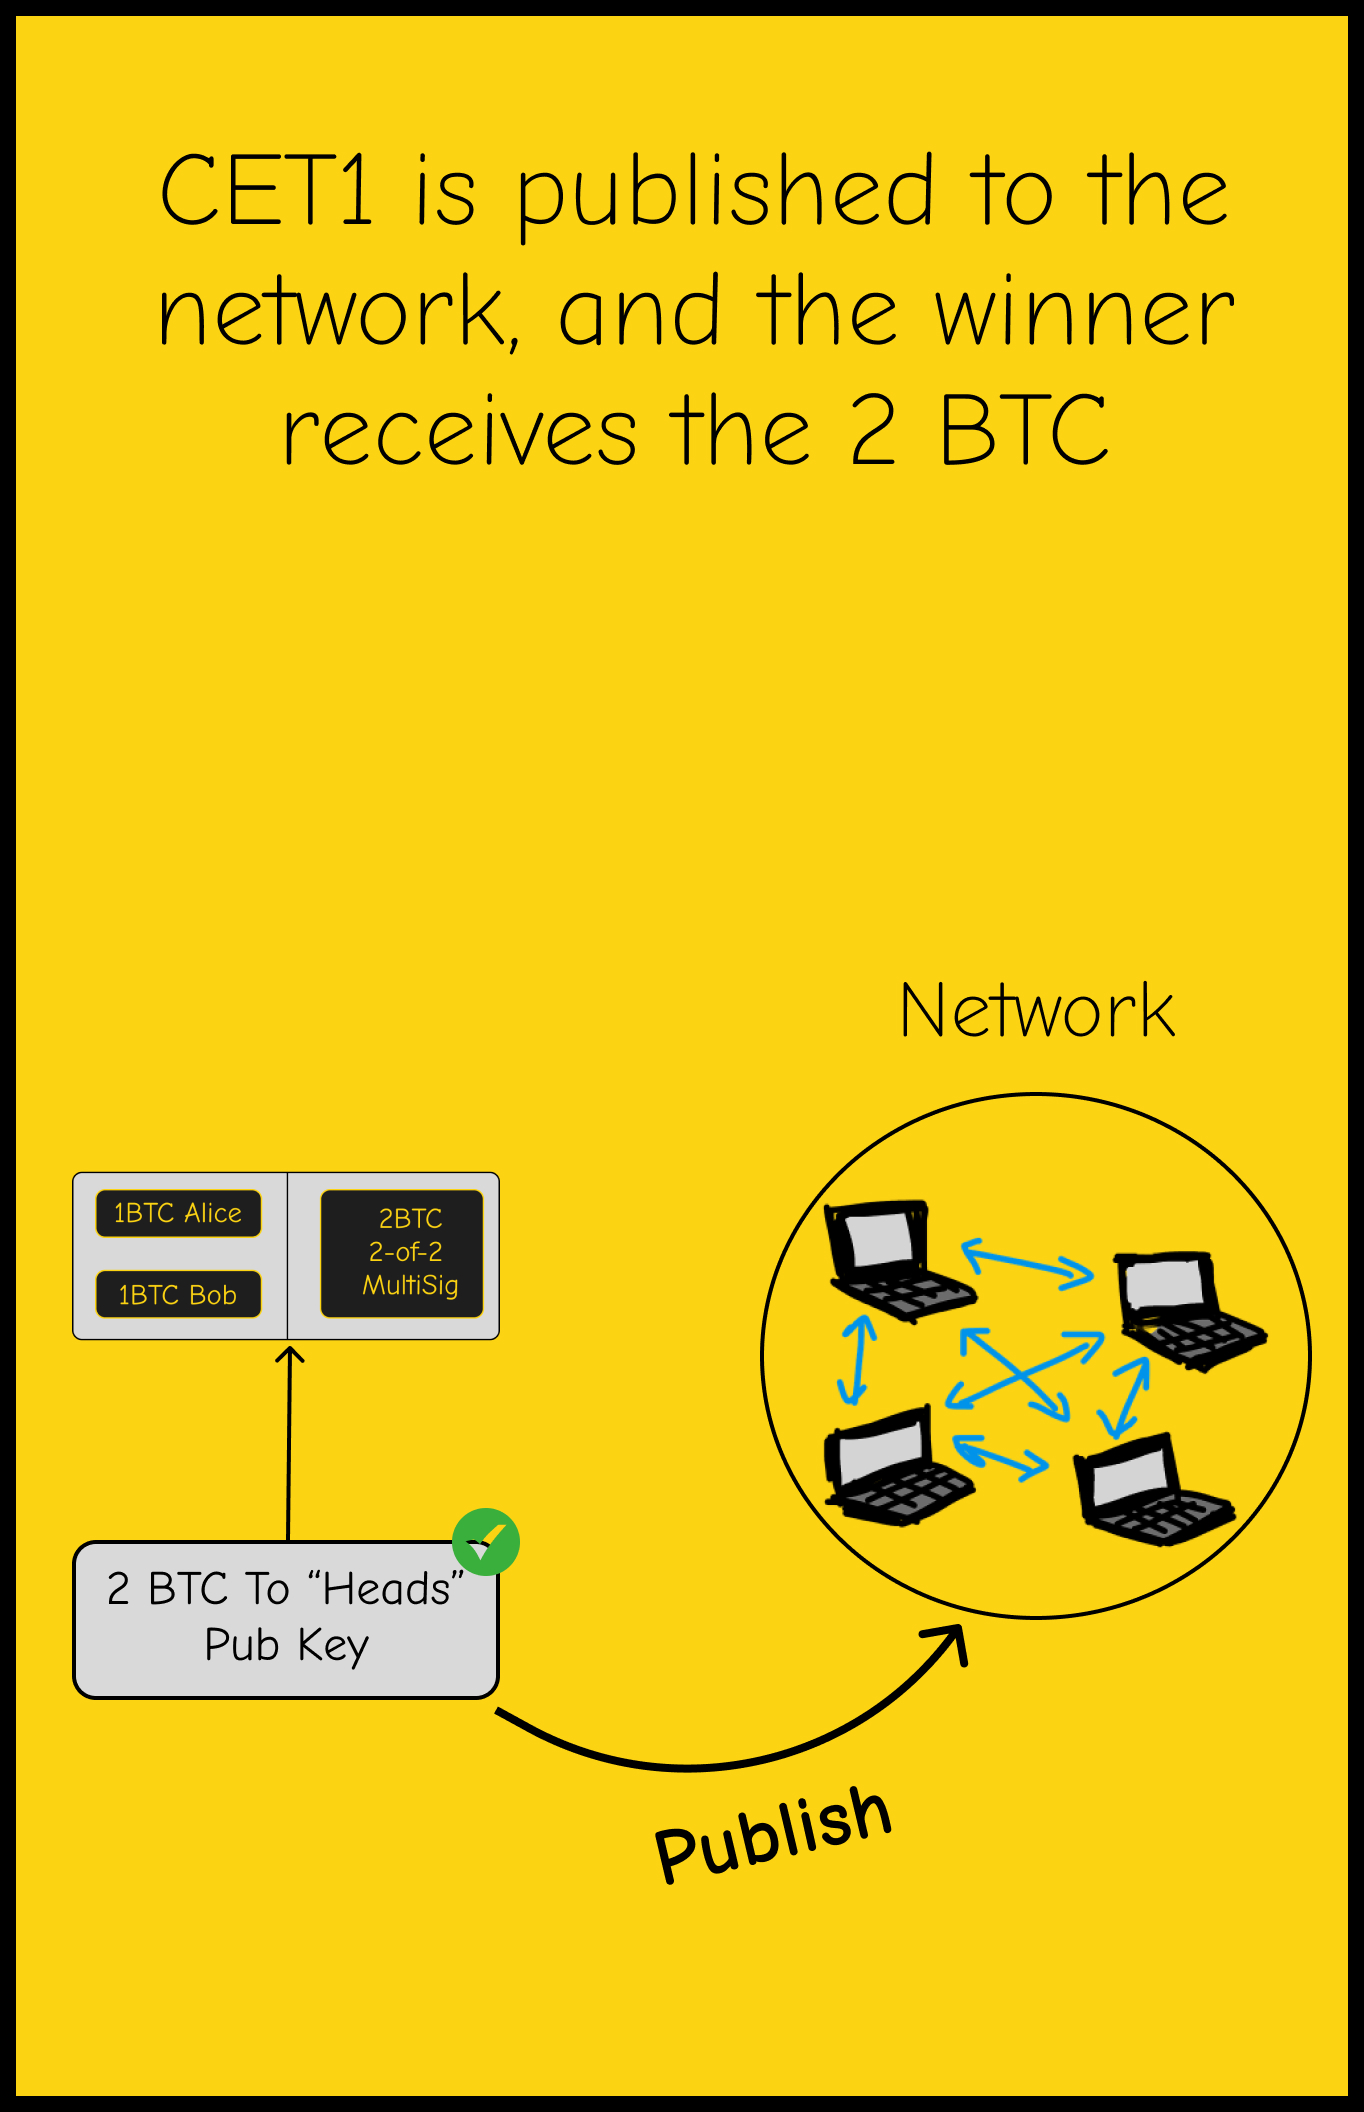 CET1 is published to the
network, and the winner
receives the 2 BTC
Network
1BTC Alice
1BTC Bob
2BTC
2-of-2
MultiSig
2 BTC To “Heads”
Pub Key
Publish